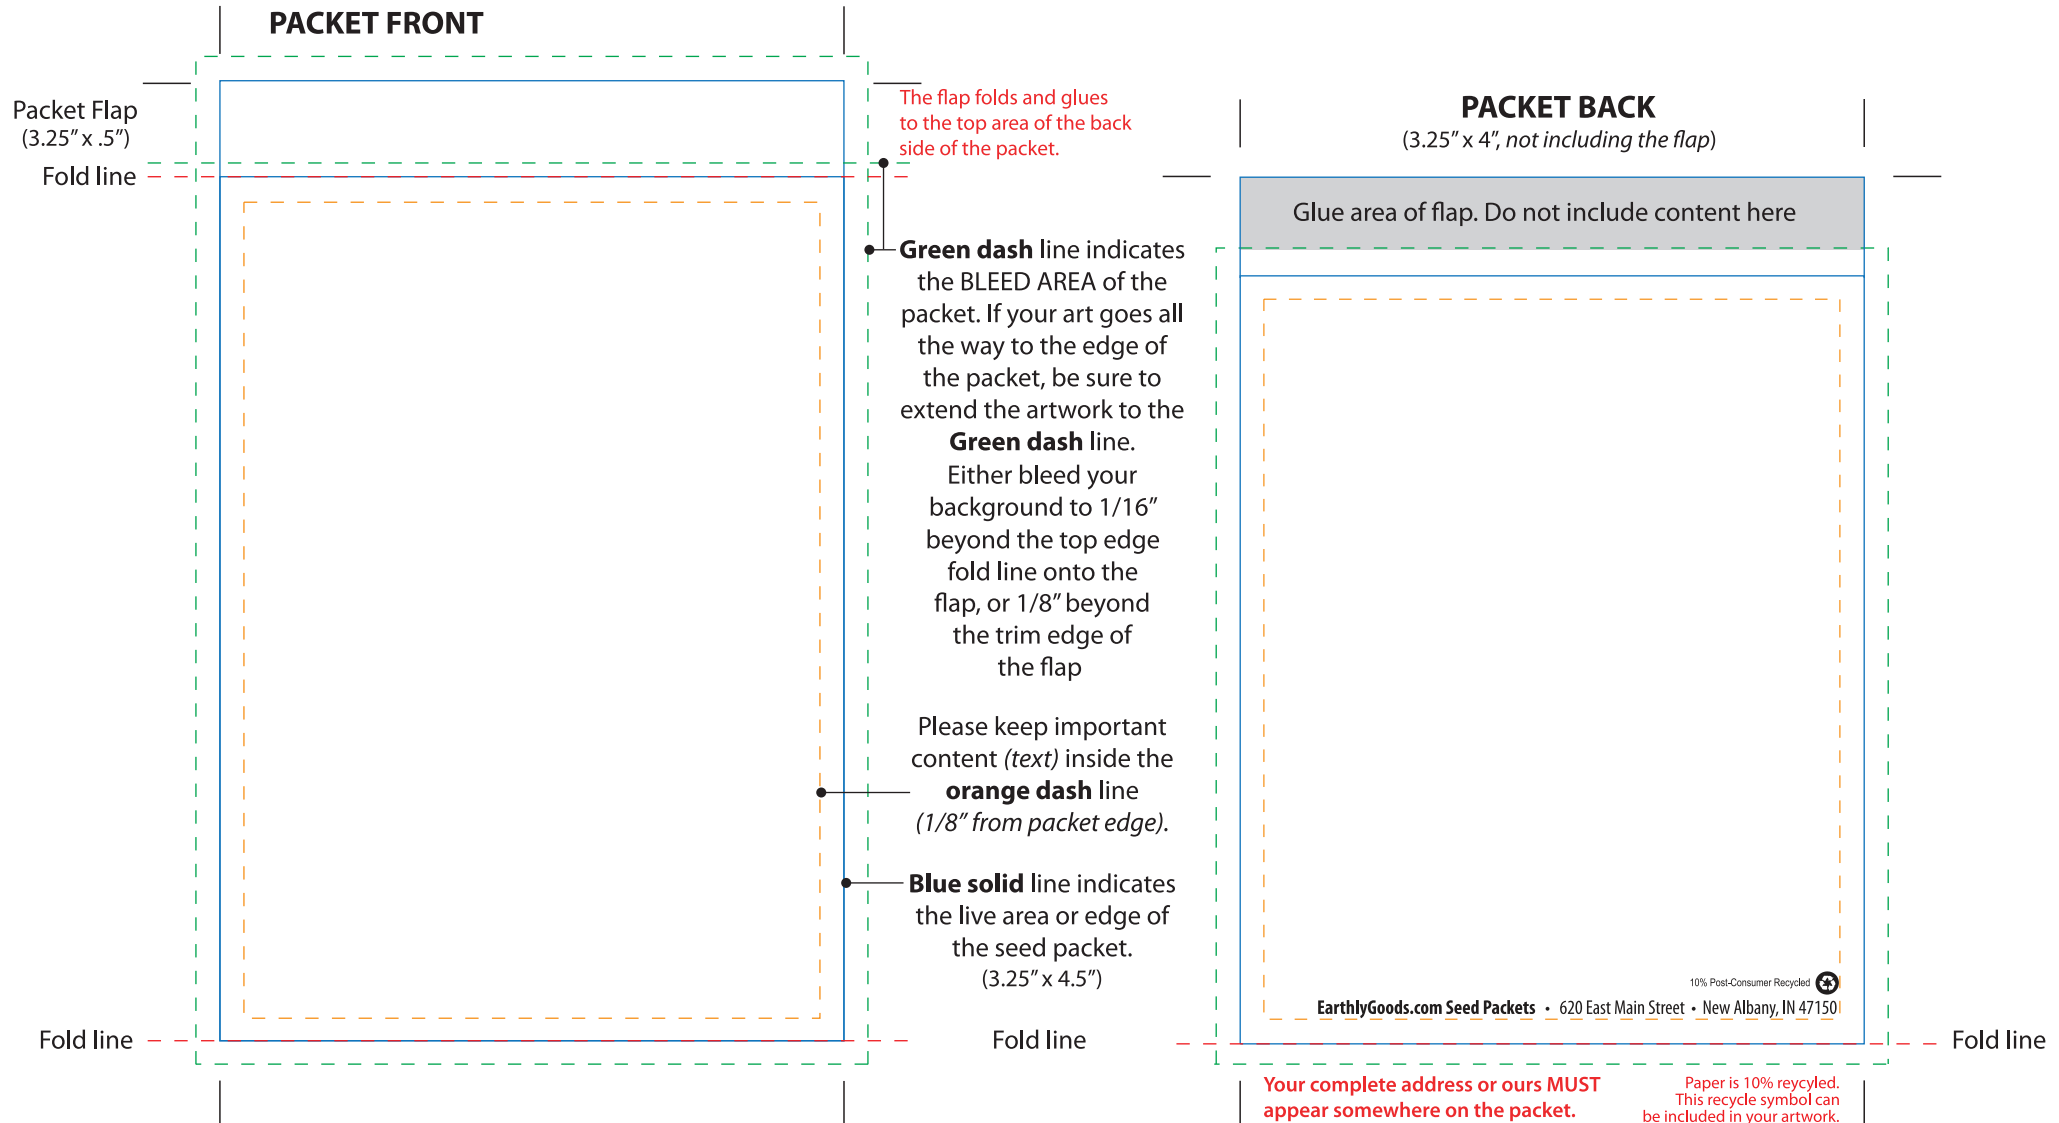 PACKET FRONT
Packet Flap
(3.25” x .5”)
Fold line
The flap folds and glues
to the top area of the back
side of the packet.
Green dash line indicates
the BLEED AREA of the
packet. If your art goes all
the way to the edge of
the packet, be sure to
extend the artwork to the
Green dash line.
Either bleed your
background to 1/16”
beyond the top edge
fold line onto the
flap, or 1/8” beyond
the trim edge of
the flap
Please keep important
content (text) inside the
orange dash line
(1/8” from packet edge).
Blue solid line indicates
the live area or edge of
the seed packet.
(3.25” x 4.5”)
Fold line
Fold line
PACKET BACK
(3.25” x 4”, not including the flap)
Glue area of flap. Do not include content here
10% Post-Consumer Recycled
EarthlyGoods.com Seed Packets • 620 East Main Street • New Albany, IN 47150
Fold line
Your complete address or ours MUST
appear somewhere on the packet.
Paper is 10% reycyled.
This recycle symbol can
be included in your artwork.